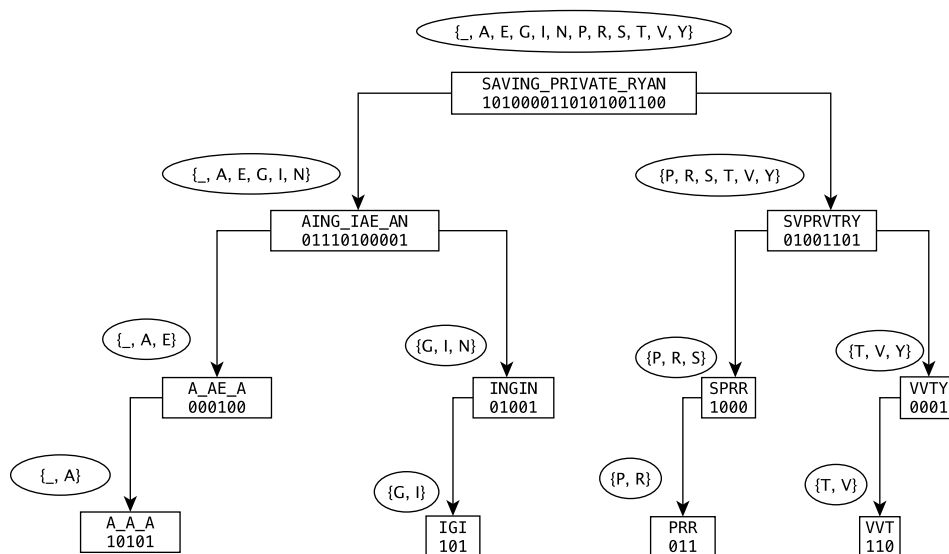 {_, A, E, G, I, N, P, R, S, T, V, Y}
SAVING_PRIVATE_RYAN
1010000110101001100
{_, A, E, G, I, N}
{P, R, S, T, V, Y}
AING_IAE_AN
01110100001
SVPRVTRY
01001101
{_, A, E}
{G, I, N}
{P, R, S}
{T, V, Y}
A_AE_A
000100
INGIN
01001
SPRR
1000
VVTY
0001
{_, A}
{G, I}
{P, R}
{T, V}
A_A_A
10101
IGI
101
PRR
011
VVT
110